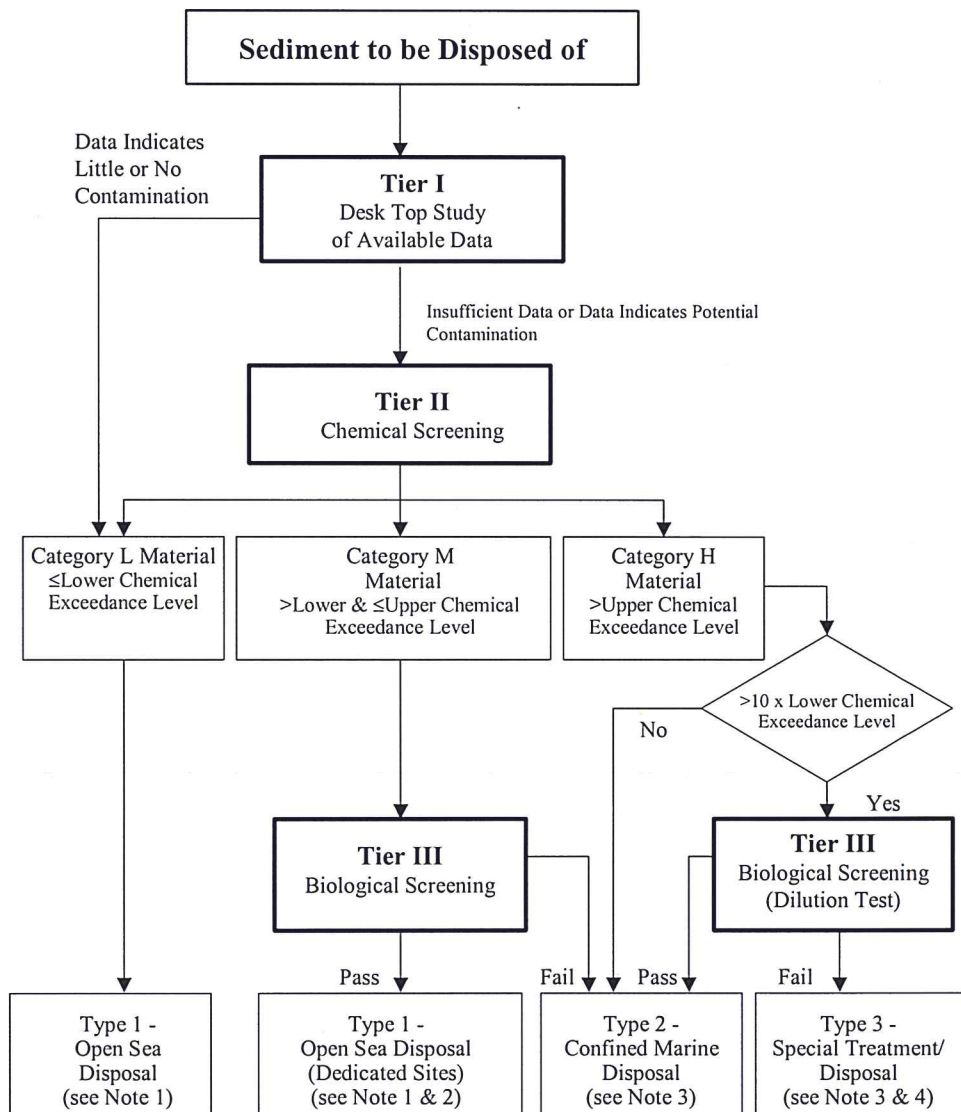 Sediment to be Disposed of
Data Indicates
Little or No
Contamination
Tier I
Desk Top Study
of Available Data
Insufficient Data or Data Indicates Potential
Contamination
Tier II
Chemical Screening
Category L Material
≤Lower Chemical
Exceedance Level
Category M
Material
>Lower & ≤Upper Chemical
Exceedance Level
Category H
Material
>Upper Chemical
Exceedance Level
>10 x Lower Chemical
Exceedance Level
No
Yes
Tier III
Biological Screening
Tier III
Biological Screening
(Dilution Test)
Pass
Fail
Pass
Fail
Type 1 -
Open Sea
Disposal
(see Note 1)
Type 1 -
Open Sea Disposal
(Dedicated Sites)
(see Note 1 & 2)
Type 2 -
Confined Marine
Disposal
(see Note 3)
Type 3 -
Special Treatment/
Disposal
(see Note 3 & 4)